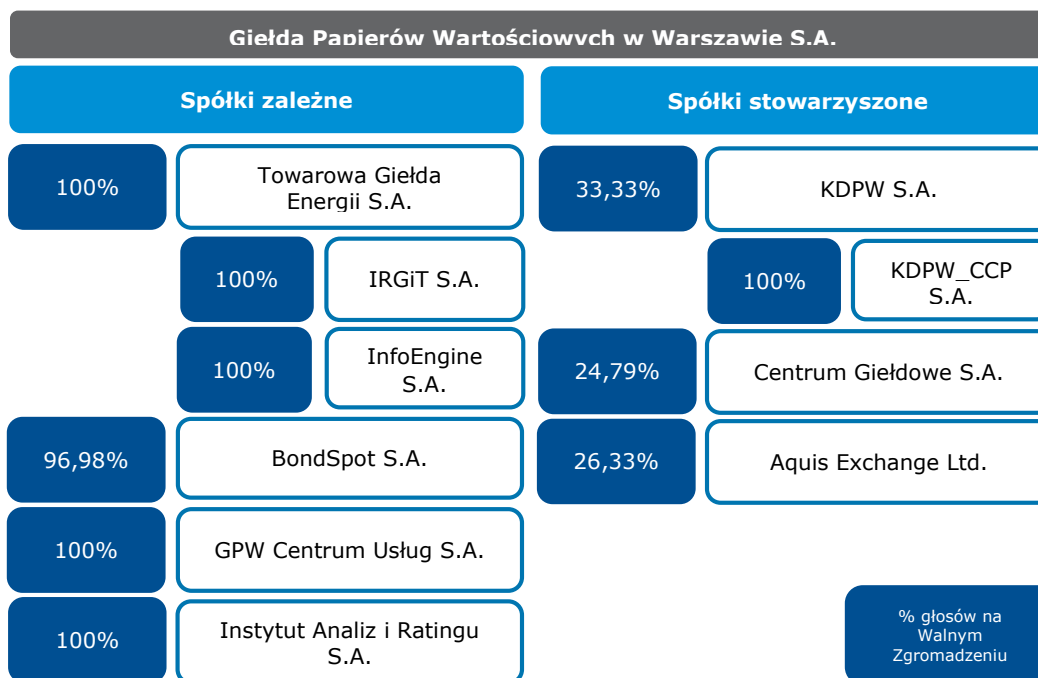 Giełda Papierów Wartościowych w Warszawie S.A.
Spółki zależne
100%
Towarowa Giełda
Energii S.A.
100%
IRGiT S.A.
100%
InfoEngine
S.A.
96,98%
BondSpot S.A.
100%
GPW Centrum Usług S.A.
100%
Instytut Analiz i Ratingu
S.A.
Spółki stowarzyszone
33,33%
KDPW S.A.
100%
KDPW_CCP
S.A.
24,79%
Centrum Giełdowe S.A.
26,33%
Aquis Exchange Ltd.
% głosów na
Walnym
Zgromadzeniu